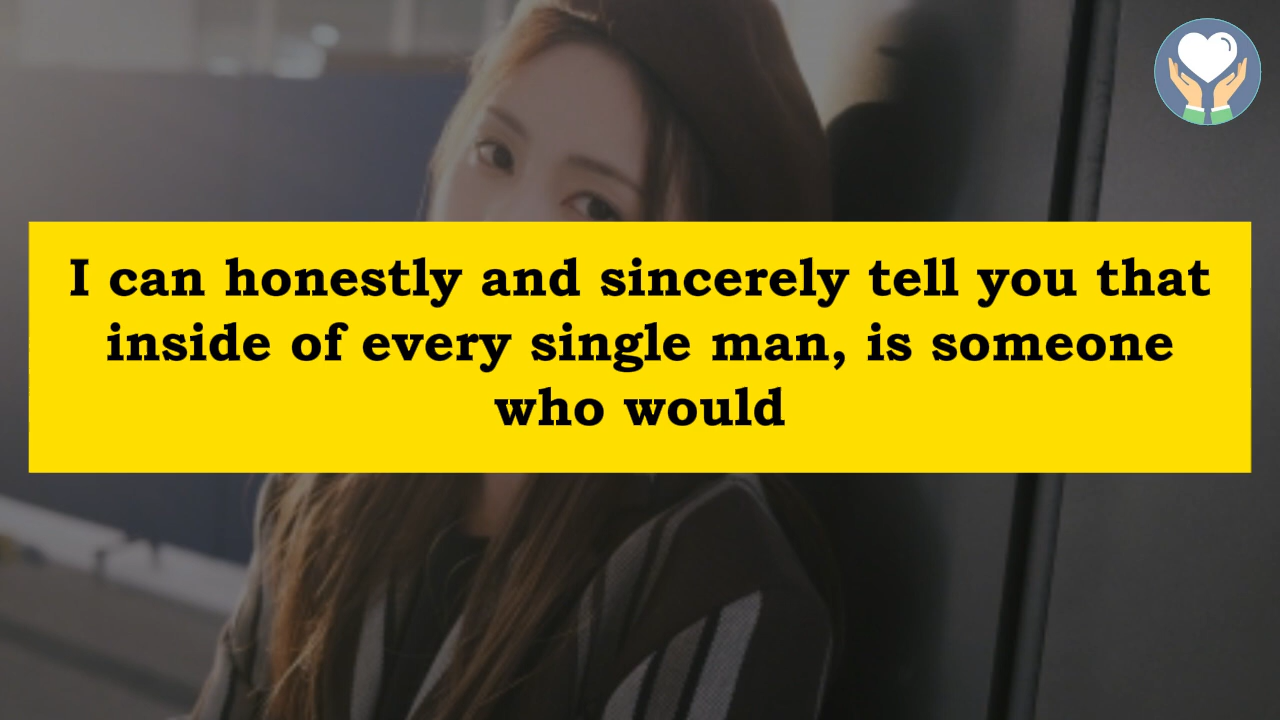 I can honestly and sincerely tell you that
inside of every single man, is someone
who would